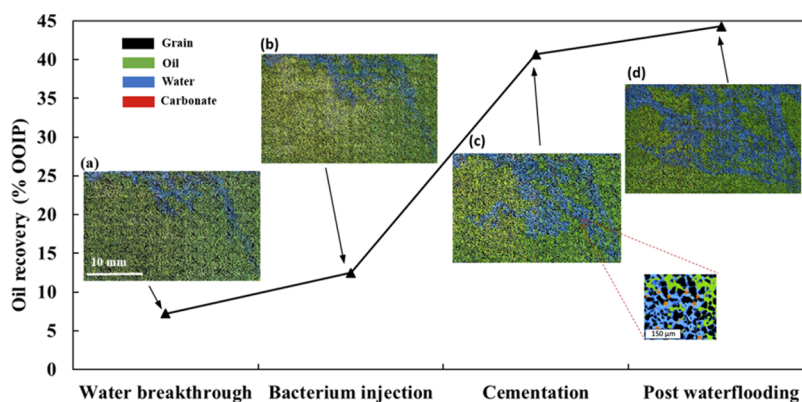 45
40
35
30
25
20
15
10
5
0
Oil recovery (% OOIP)
Grain
Oil
Water
Carbonate
(a)
10 mm
(b)
(c)
(d)
150 µm
Water breakthrough
Bacterium injection
Cementation
Post waterflooding